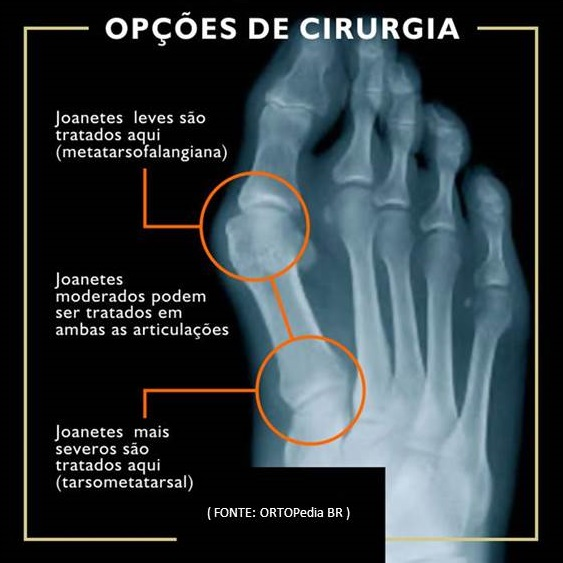 OPÇÕES DE CIRURGIA
Joanetes leves são
tratados aqui
(metatarsofalangiana)
Joanetes
moderados podem
ser tratados em
ambas as articulações
Joanetes mais
severos são
tratados aqui
(tarsometatarsal)
( FONTE: ORTOPedia BR )